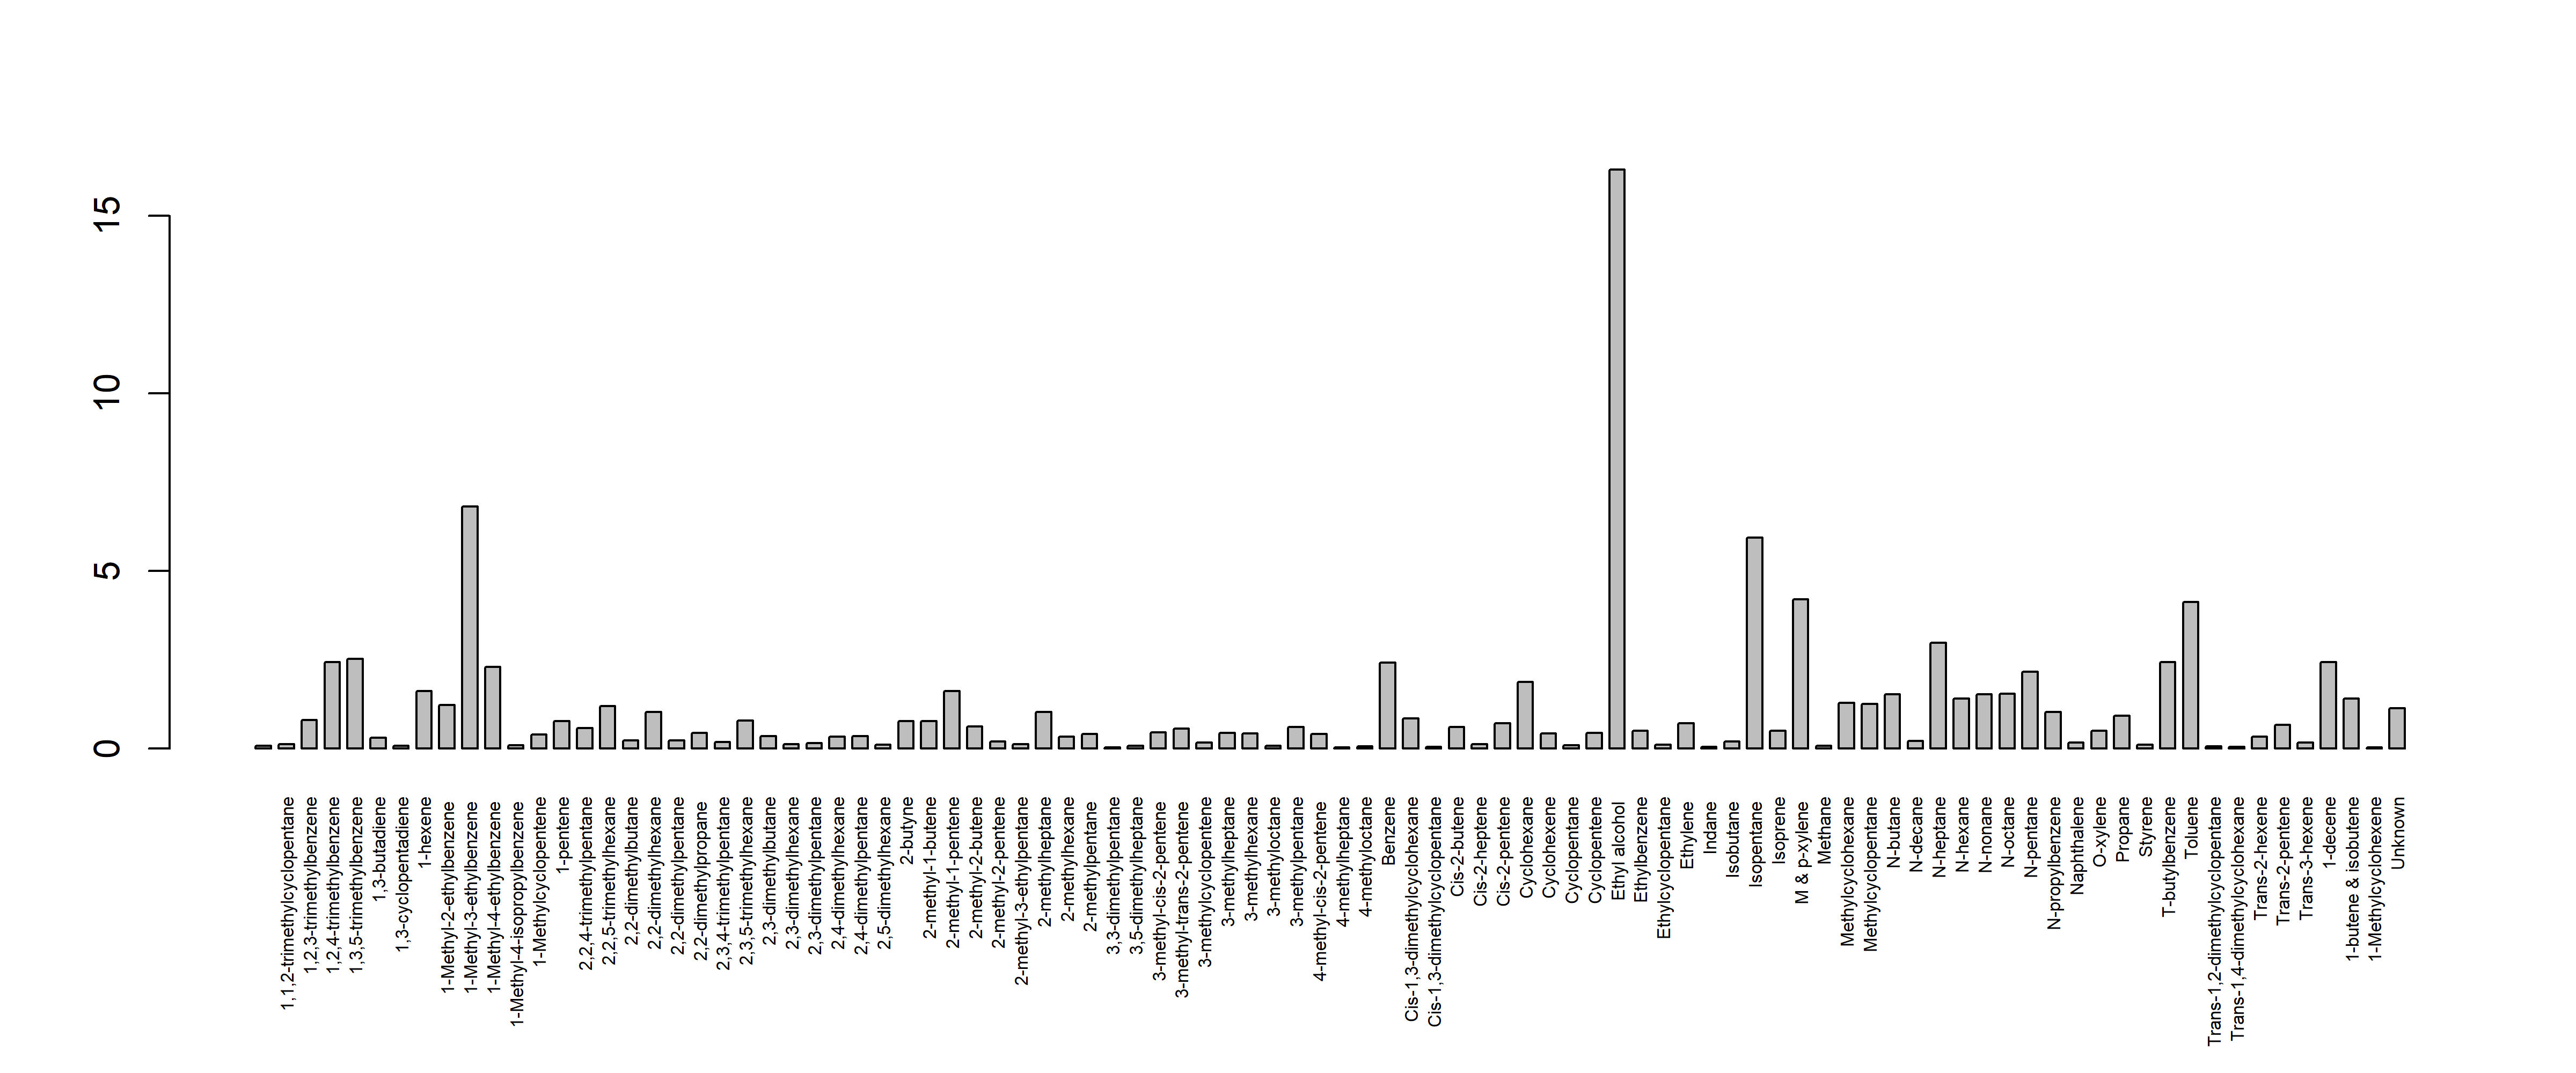 15
10
5
0
1,1,2-trimethylcyclopentane
1,2,3-trimethylbenzene
1,2,4-trimethylbenzene
1,3,5-trimethylbenzene
1,3-butadiene
1,3-cyclopentadiene
1-hexene
1-Methyl-2-ethylbenzene
1-Methyl-3-ethylbenzene
1-Methyl-4-ethylbenzene
1-Methyl-4-isopropylbenzene
1-Methylcyclopentene
1-pentene
2,2,4-trimethylpentane
2,2,5-trimethylhexane
2,2-dimethylbutane
2,2-dimethylhexane
2,2-dimethylpentane
2,2-dimethylpropane
2,3,4-trimethylpentane
2,3,5-trimethylhexane
2,3-dimethylbutane
2,3-dimethylhexane
2,3-dimethylpentane
2,4-dimethylhexane
2,4-dimethylpentane
2,5-dimethylhexane
2-butyne
2-methyl-1-butene
2-methyl-1-pentene
2-methyl-2-butene
2-methyl-2-pentene
2-methyl-3-ethylpentane
2-methylheptane
2-methylhexane
2-methylpentane
3,3-dimethylpentane
3,5-dimethylheptane
3-methyl-cis-2-pentene
3-methyl-trans-2-pentene
3-methylcyclopentene
3-methylheptane
3-methylhexane
3-methyloctane
3-methylpentane
4-methyl-cis-2-pentene
4-methylheptane
4-methyloctane
Benzene
Cis-1,3-dimethylcyclohexane
Cis-1,3-dimethylcyclopentane
Cis-2-butene
Cis-2-heptene
Cis-2-pentene
Cyclohexane
Cyclohexene
Cyclopentane
Cyclopentene
Ethyl alcohol
Ethylbenzene
Ethylcyclopentane
Ethylene
Indane
Isobutane
Isopentane
Isoprene
M & p-xylene
Methane
Methylcyclohexane
Methylcyclopentane
N-butane
N-decane
N-heptane
N-hexane
N-nonane
N-octane
N-pentane
N-propylbenzene
Naphthalene
O-xylene
Propane
Styrene
T-butylbenzene
Toluene
Trans-1,2-dimethylcyclopentane
Trans-1,4-dimethylcyclohexane
Trans-2-hexene
Trans-2-pentene
Trans-3-hexene
1-decene
1-butene & isobutene
1-Methylcyclohexene
Unknown